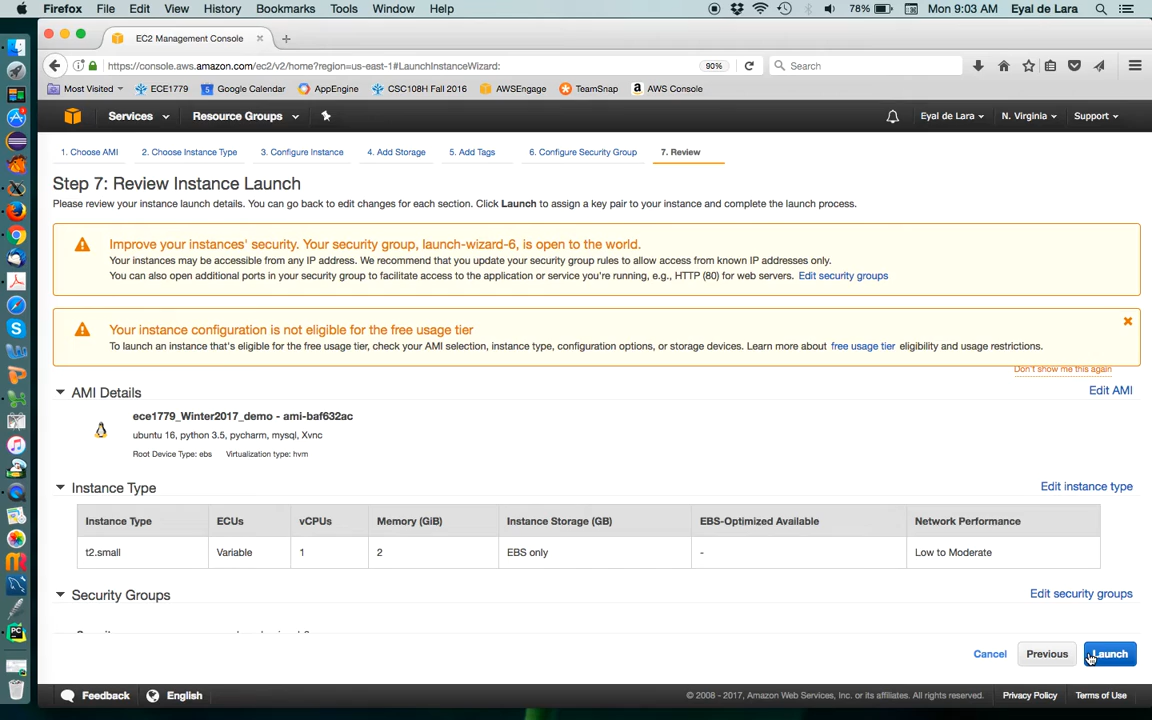 Firefox File Edit View History Bookmarks Tools Window Help 78% Mon 9:03 AM Eyal de Lara
EC2 Management Console
https://console.aws.amazon.com/ec2/v2/home?region=us-east-1#LaunchInstanceWizard: 90% Search
Most Visited ECE1779 Google Calendar AppEngine CSC108H Fall 2016 AWSEngage TeamSnap AWS Console
Services Resource Groups Eyal de Lara N. Virginia Support
1. Choose AMI 2. Choose Instance Type 3. Configure Instance 4. Add Storage 5. Add Tags 6. Configure Security Group 7. Review
Step 7: Review Instance Launch
Please review your instance launch details. You can go back to edit changes for each section. Click Launch to assign a key pair to your instance and complete the launch process.
Improve your instances' security. Your security group, launch-wizard-6, is open to the world.
Your instances may be accessible from any IP address. We recommend that you update your security group rules to allow access from known IP addresses only.
You can also open additional ports in your security group to facilitate access to the application or service you're running, e.g., HTTP (80) for web servers. Edit security groups
Your instance configuration is not eligible for the free usage tier
To launch an instance that's eligible for the free usage tier, check your AMI selection, instance type, configuration options, or storage devices. Learn more about free usage tier eligibility and usage restrictions.
Don't show me this again
AMI Details Edit AMI
ece1779_Winter2017_demo - ami-baf632ac
ubuntu 16, python 3.5, pycharm, mysql, Xvnc
Root Device Type: ebs Virtualization type: hvm
Instance Type Edit instance type
Instance Type ECUs vCPUs Memory (GiB) Instance Storage (GB) EBS-Optimized Available Network Performance
t2.small Variable 1 2 EBS only - Low to Moderate
Security Groups Edit security groups
Cancel Previous Launch
Feedback English © 2008 - 2017, Amazon Web Services, Inc. or its affiliates. All rights reserved. Privacy Policy Terms of Use